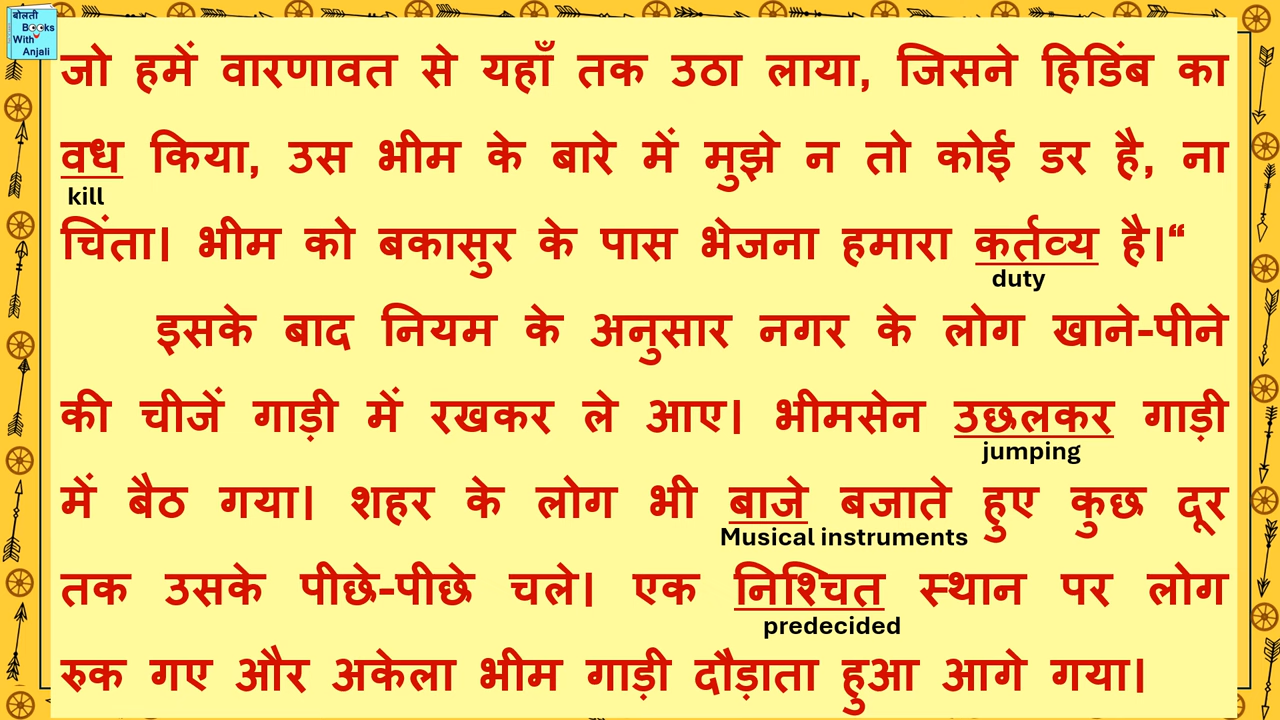 बोलती
Books
With
Anjali
जो हमें वारणावत से यहाँ तक उठा लाया, जिसने हिडिंब का
वध किया, उस भीम के बारे में मुझे न तो कोई डर है, ना
kill
चिंता। भीम को बकासुर के पास भेजना हमारा कर्तव्य है।“
duty
इसके बाद नियम के अनुसार नगर के लोग खाने-पीने
की चीजें गाड़ी में रखकर ले आए। भीमसेन उछलकर गाड़ी
jumping
में बैठ गया। शहर के लोग भी बाजे बजाते हुए कुछ दूर
Musical instruments
तक उसके पीछे-पीछे चले। एक निश्चित स्थान पर लोग
predecided
रुक गए और अकेला भीम गाड़ी दौड़ाता हुआ आगे गया।